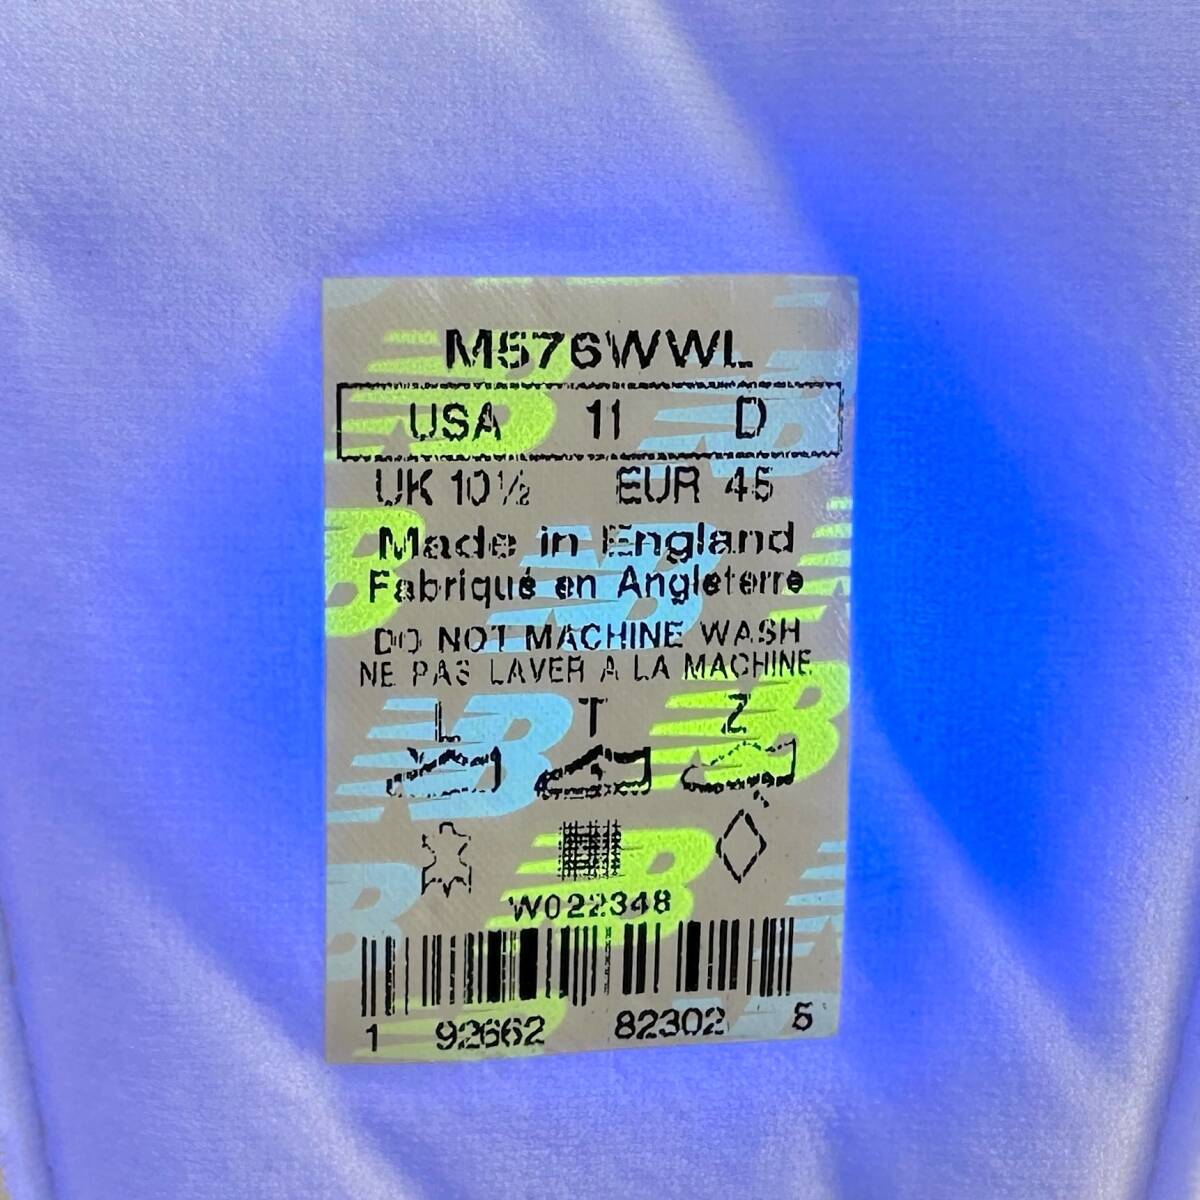 M576WWL
USA 11 D
UK 10½ EUR 45
Made in England
Fabriqué en Angleterre
DO NOT MACHINE WASH
NE PAS LAVER A LA MACHINE
L T Z
W022348
1 92662 82302 5